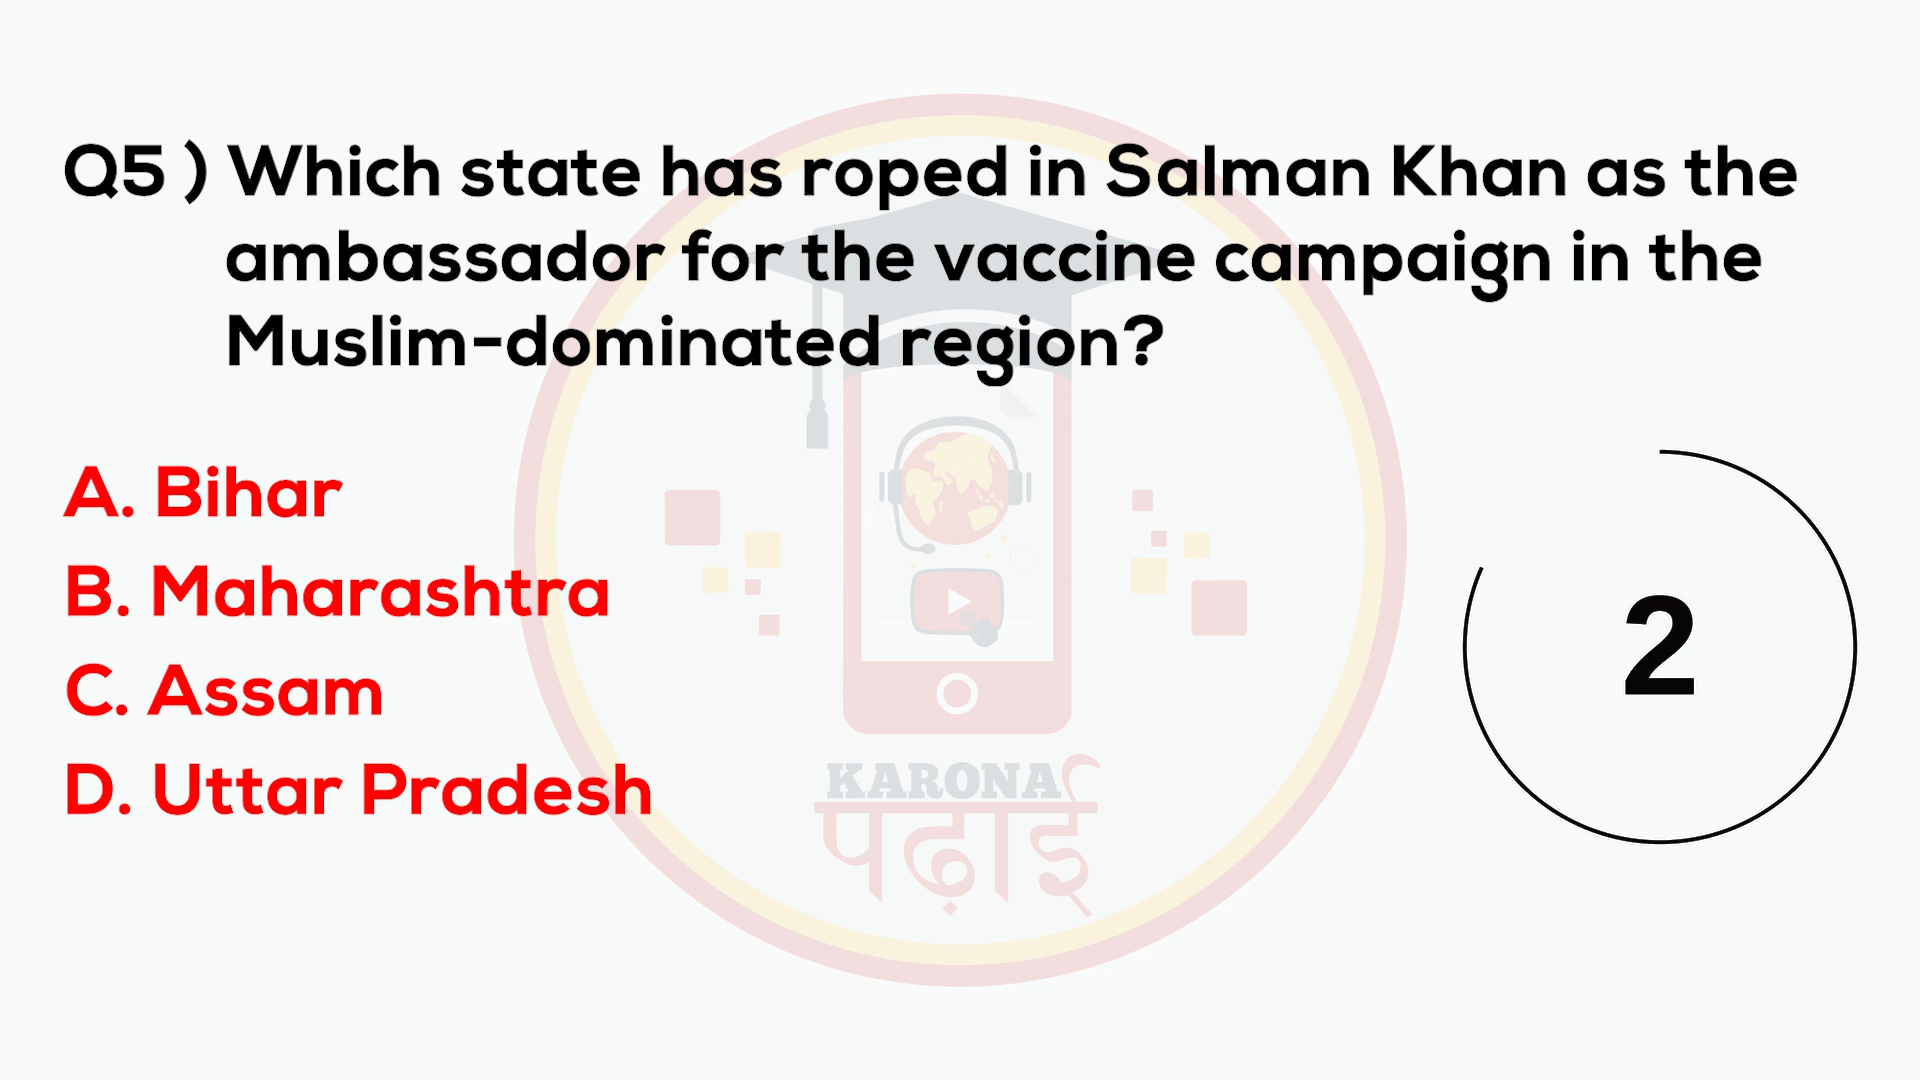 Q5 ) Which state has roped in Salman Khan as the
ambassador for the vaccine campaign in the
Muslim-dominated region?
A. Bihar
B. Maharashtra
C. Assam
D. Uttar Pradesh
2
KARONA
पढ़ाई